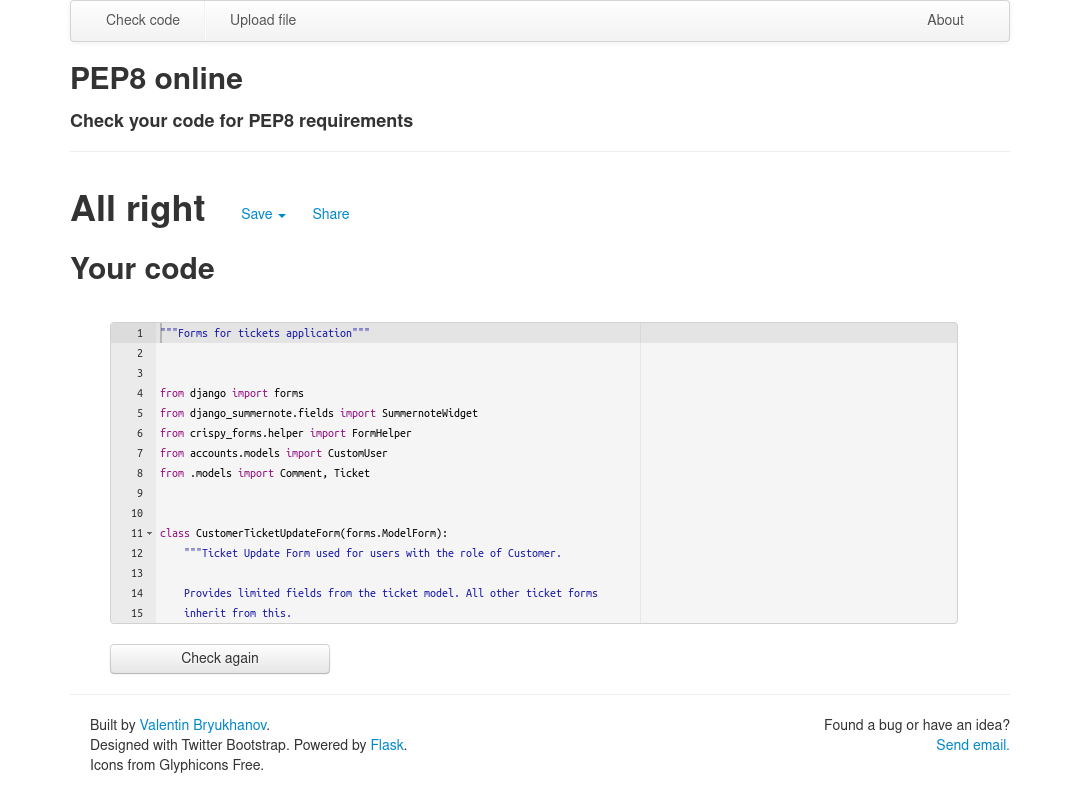 Check code Upload file About
PEP8 online
Check your code for PEP8 requirements
All right Save Share
Your code
1 """Forms for tickets application"""
2
3
4 from django import forms
5 from django_summernote.fields import SummernoteWidget
6 from crispy_forms.helper import FormHelper
7 from accounts.models import CustomUser
8 from .models import Comment, Ticket
9
10
11 class CustomerTicketUpdateForm(forms.ModelForm):
12 """Ticket Update Form used for users with the role of Customer.
13
14 Provides limited fields from the ticket model. All other ticket forms
15 inherit from this.
Check again
Built by Valentin Bryukhanov. Found a bug or have an idea?
Designed with Twitter Bootstrap. Powered by Flask. Send email.
Icons from Glyphicons Free.